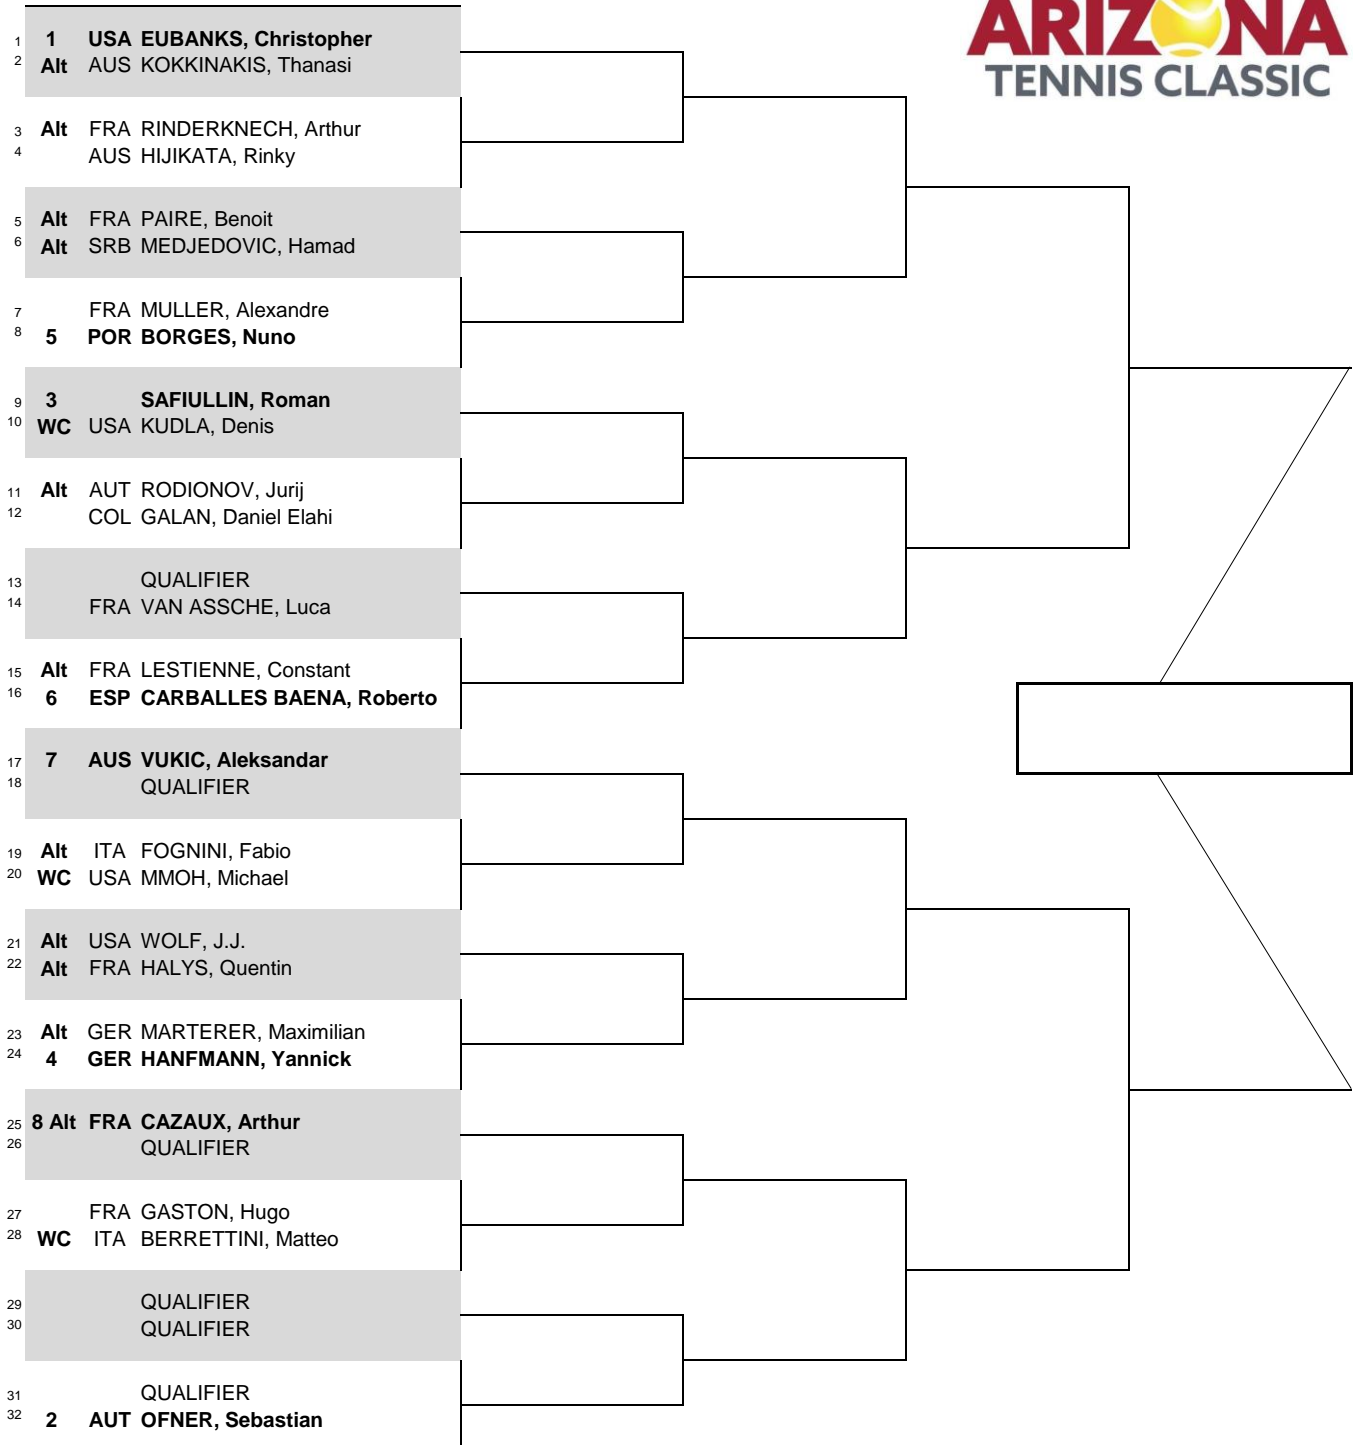 ARIZONA
TENNIS CLASSIC
1 1 USA EUBANKS, Christopher
2 Alt AUS KOKKINAKIS, Thanasi
3 Alt FRA RINDERKNECH, Arthur
4 AUS HIJIKATA, Rinky
5 Alt FRA PAIRE, Benoit
6 Alt SRB MEDJEDOVIC, Hamad
7 FRA MULLER, Alexandre
8 5 POR BORGES, Nuno
9 3 SAFIULLIN, Roman
10 WC USA KUDLA, Denis
11 Alt AUT RODIONOV, Jurij
12 COL GALAN, Daniel Elahi
13 QUALIFIER
14 FRA VAN ASSCHE, Luca
15 Alt FRA LESTIENNE, Constant
16 6 ESP CARBALLES BAENA, Roberto
17 7 AUS VUKIC, Aleksandar
18 QUALIFIER
19 Alt ITA FOGNINI, Fabio
20 WC USA MMOH, Michael
21 Alt USA WOLF, J.J.
22 Alt FRA HALYS, Quentin
23 Alt GER MARTERER, Maximilian
24 4 GER HANFMANN, Yannick
25 8 Alt FRA CAZAUX, Arthur
26 QUALIFIER
27 FRA GASTON, Hugo
28 WC ITA BERRETTINI, Matteo
29 QUALIFIER
30 QUALIFIER
31 QUALIFIER
32 2 AUT OFNER, Sebastian